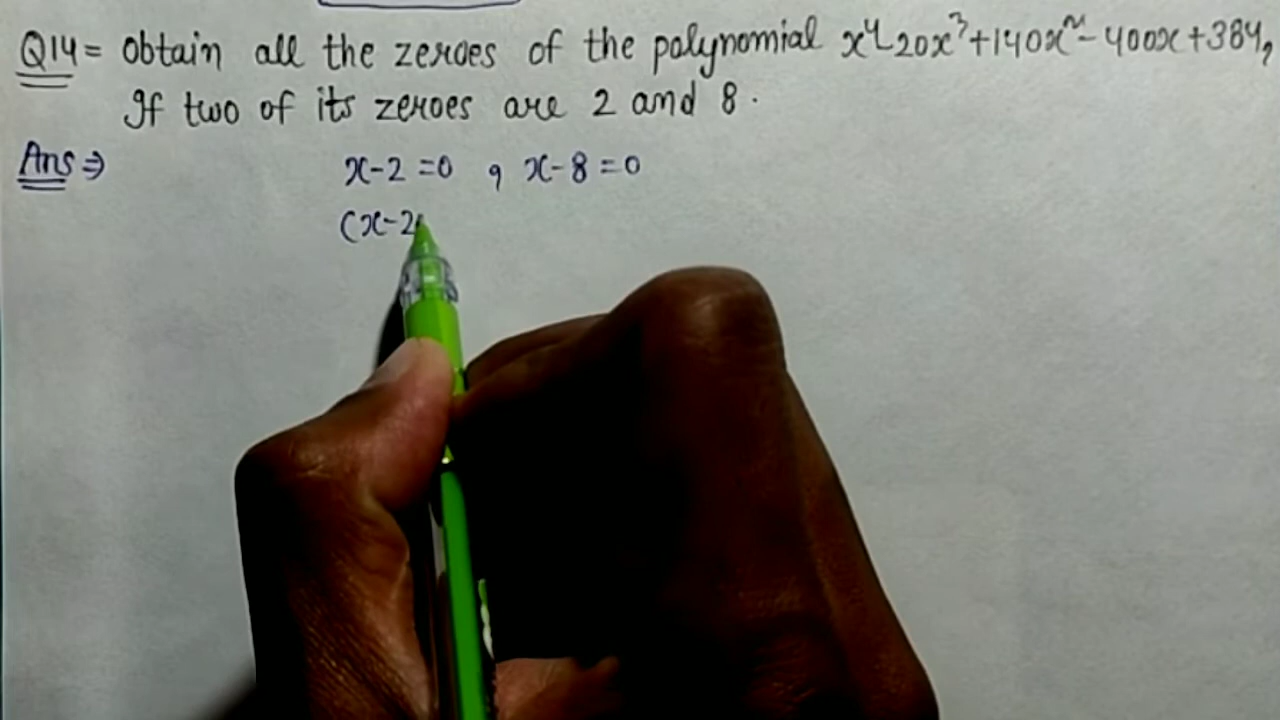 Q14 = Obtain all the zeroes of the polynomial x⁴-20x³+140x²-400x+384,
If two of its zeroes are 2 and 8.
Ans ⇒ x-2=0 , x-8=0
(x-2